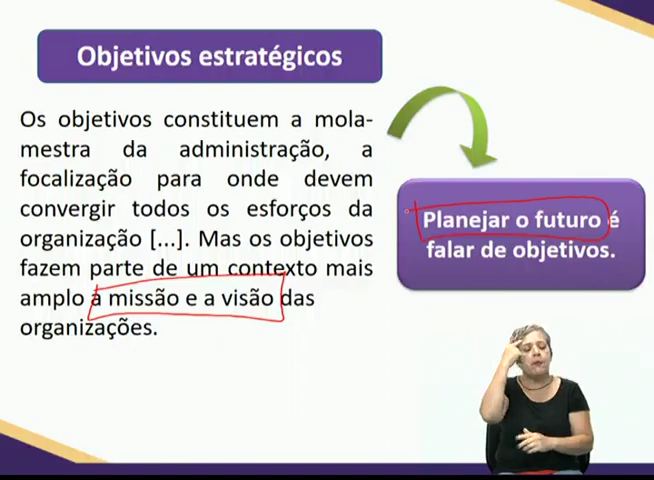 Objetivos estratégicos
Os objetivos constituem a mola-
mestra da administração, a
focalização para onde devem
convergir todos os esforços da
organização [...]. Mas os objetivos
fazem parte de um contexto mais
amplo a missão e a visão das
organizações.
Planejar o futuro é
falar de objetivos.